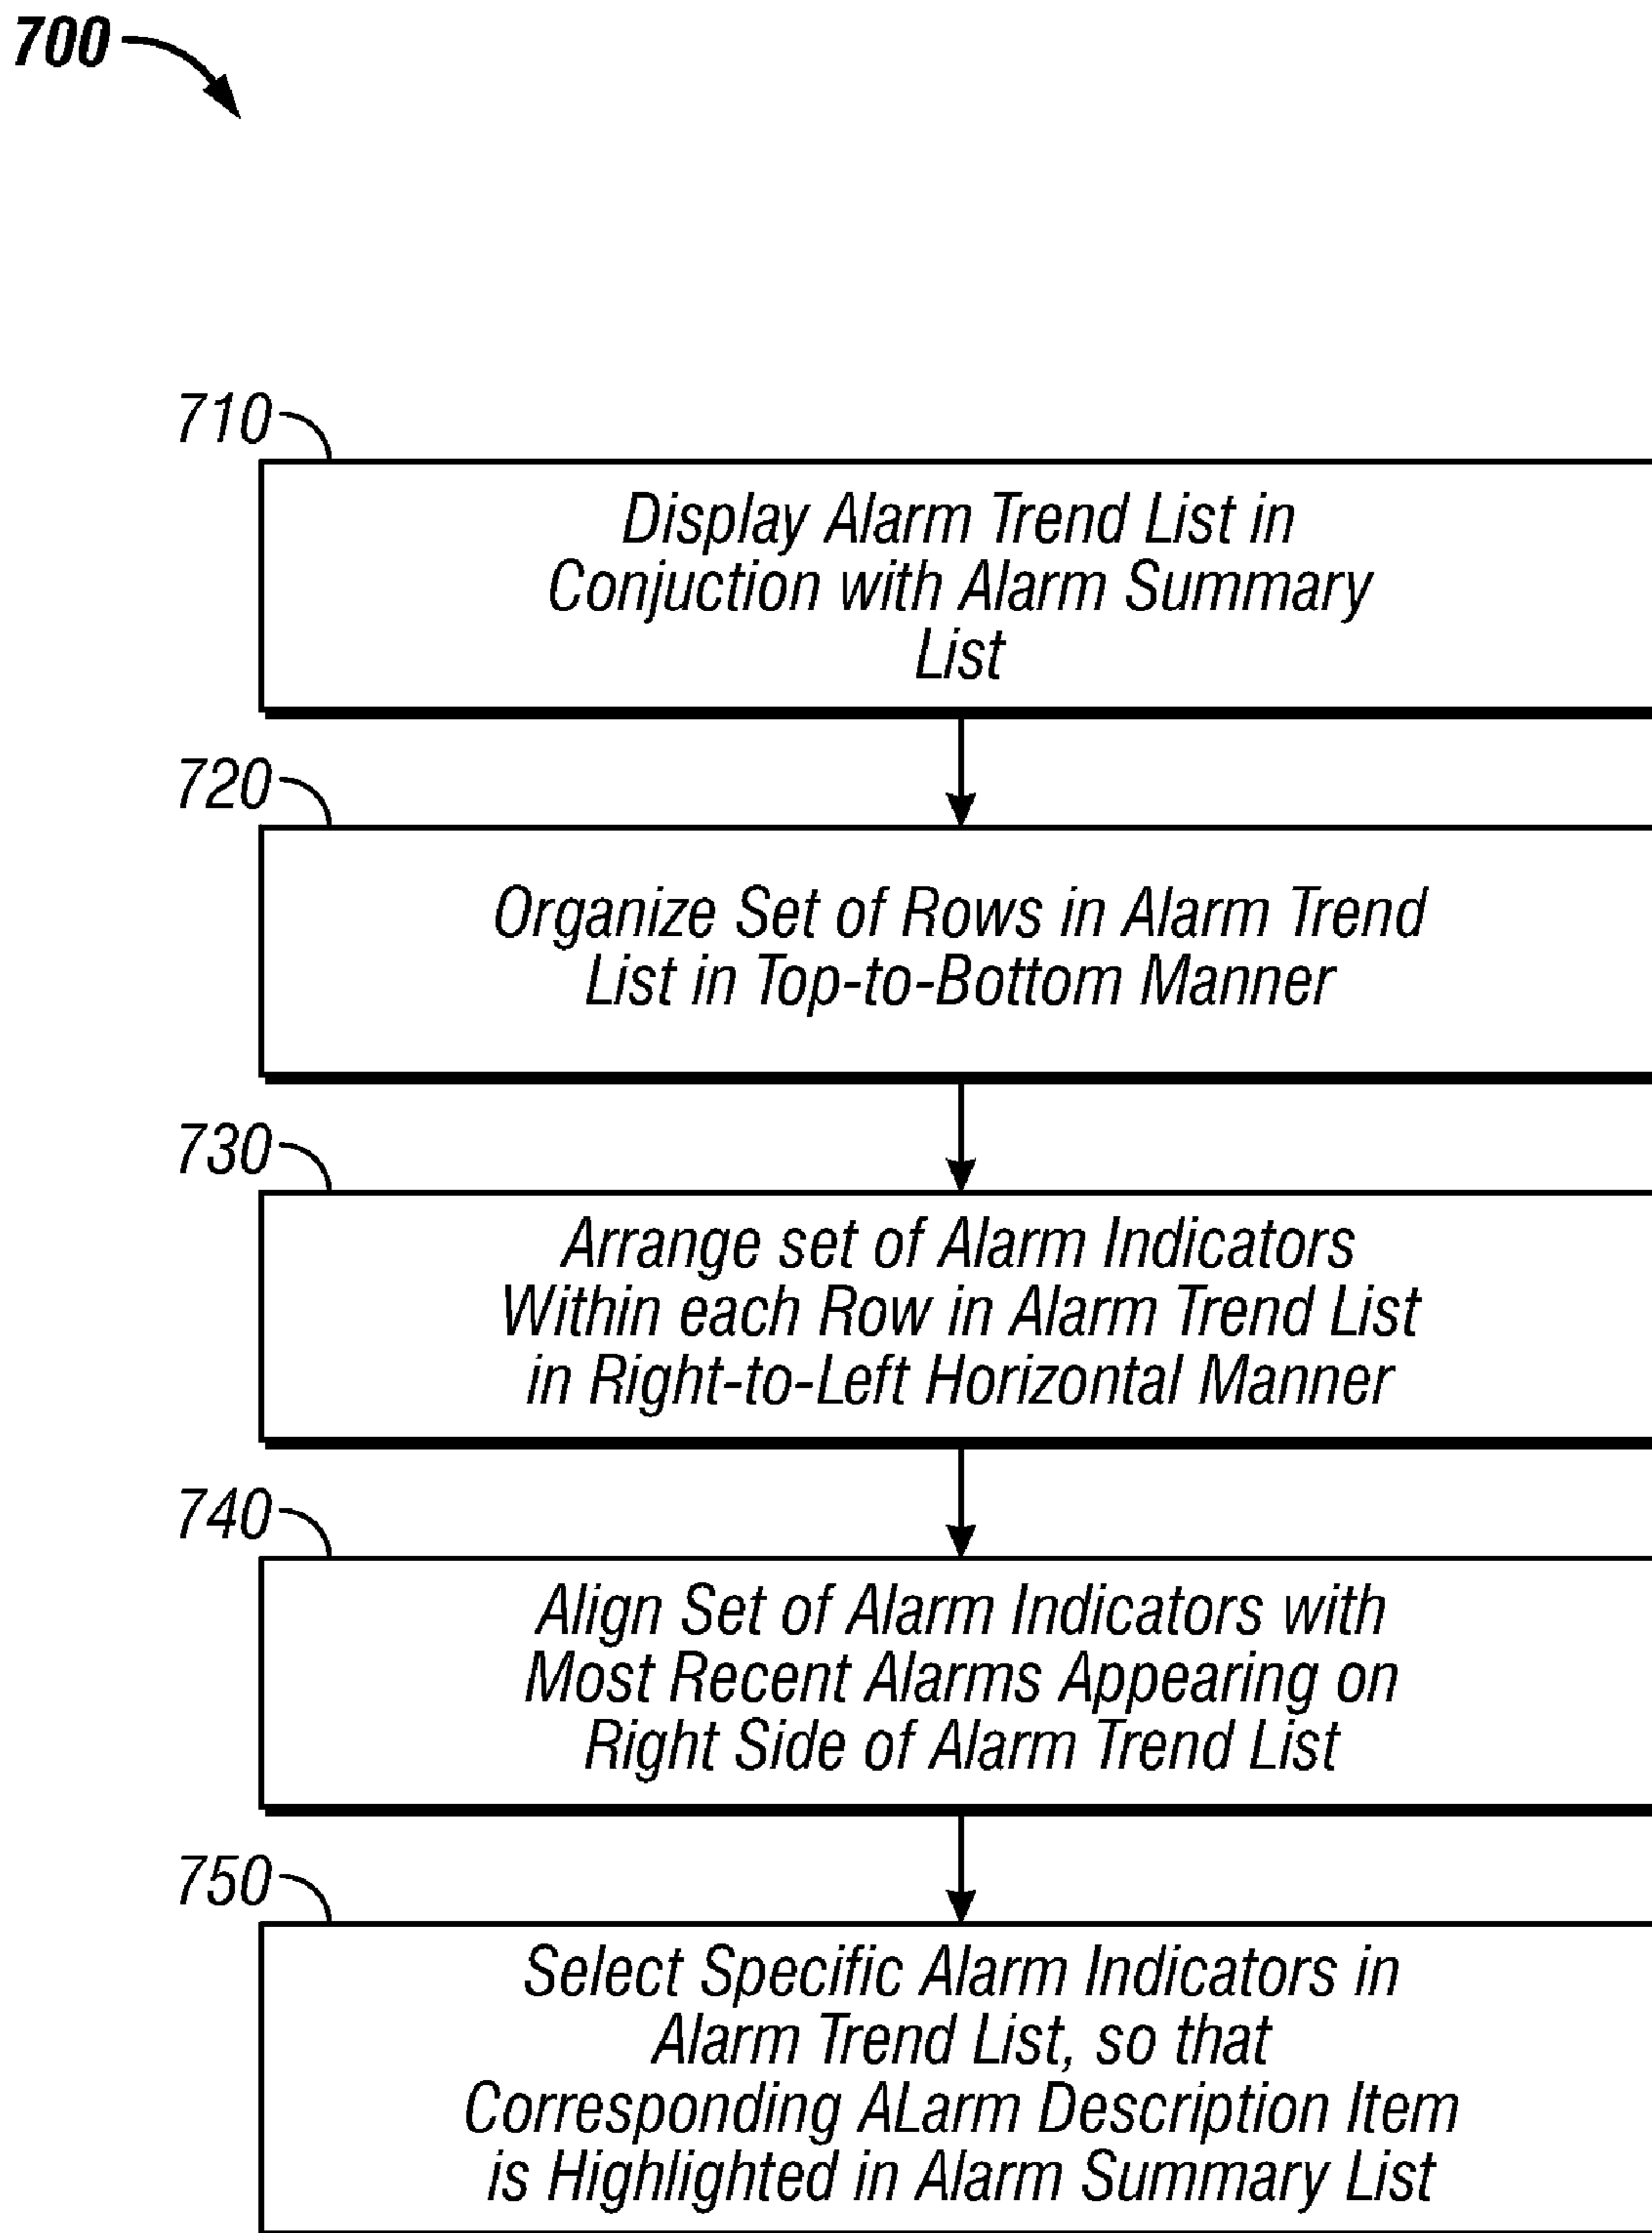 700
710
Display Alarm Trend List in
Conjuction with Alarm Summary
List
720
Organize Set of Rows in Alarm Trend
List in Top-to-Bottom Manner
730
Arrange set of Alarm Indicators
Within each Row in Alarm Trend List
in Right-to-Left Horizontal Manner
740
Align Set of Alarm Indicators with
Most Recent Alarms Appearing on
Right Side of Alarm Trend List
750
Select Specific Alarm Indicators in
Alarm Trend List, so that
Corresponding ALarm Description Item
is Highlighted in Alarm Summary List